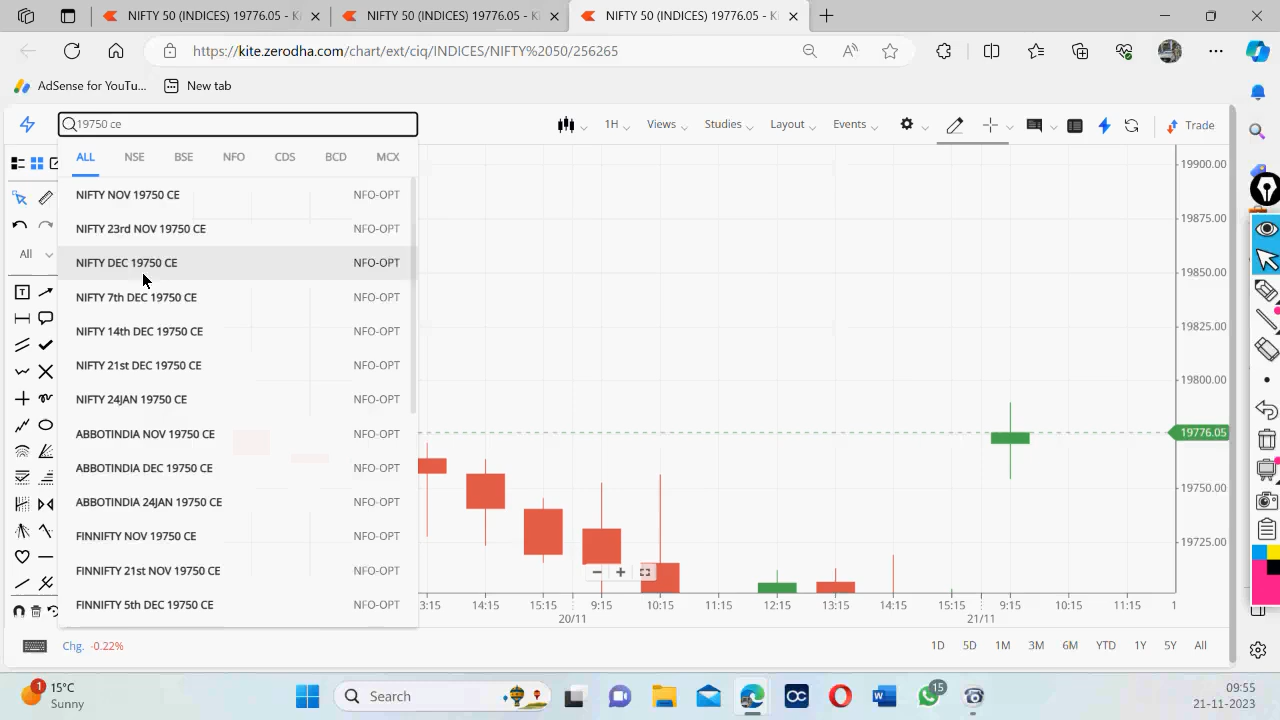 NIFTY 50 (INDICES) 19776.05 - Ki
NIFTY 50 (INDICES) 19776.05 - Ki
NIFTY 50 (INDICES) 19776.05 - Ki
https://kite.zerodha.com/chart/ext/ciq/INDICES/NIFTY%2050/256265
AdSense for YouTu...
New tab
19750 ce
1H
Views
Studies
Layout
Events
Trade
ALL NSE BSE NFO CDS BCD MCX
NIFTY NOV 19750 CE NFO-OPT
NIFTY 23rd NOV 19750 CE NFO-OPT
NIFTY DEC 19750 CE NFO-OPT
NIFTY 7th DEC 19750 CE NFO-OPT
NIFTY 14th DEC 19750 CE NFO-OPT
NIFTY 21st DEC 19750 CE NFO-OPT
NIFTY 24JAN 19750 CE NFO-OPT
ABBOTINDIA NOV 19750 CE NFO-OPT
ABBOTINDIA DEC 19750 CE NFO-OPT
ABBOTINDIA 24JAN 19750 CE NFO-OPT
FINNIFTY NOV 19750 CE NFO-OPT
FINNIFTY 21st NOV 19750 CE NFO-OPT
FINNIFTY 5th DEC 19750 CE NFO-OPT
All
T
19900.00
19875.00
19850.00
19825.00
19800.00
19776.05
19750.00
19725.00
3:15 14:15 15:15 9:15 10:15 11:15 12:15 13:15 14:15 15:15 9:15 10:15 11:15 1
20/11 21/11
Chg. -0.22%
1D 5D 1M 3M 6M YTD 1Y 5Y All
1
15°C
Sunny
Search
OC
15
09:55
21-11-2023